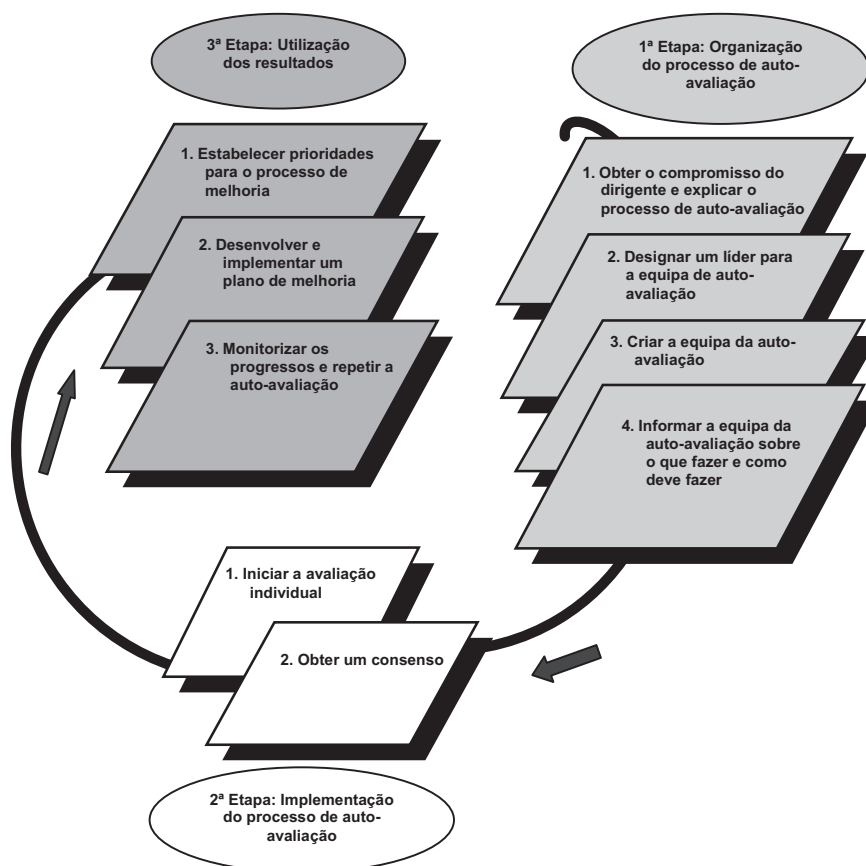 3ª Etapa: Utilização
dos resultados
1. Estabelecer prioridades
para o processo de
melhoria
2. Desenvolver e
implementar um
plano de melhoria
3. Monitorizar os
progressos e repetir a
auto-avaliação
1ª Etapa: Organização
do processo de auto-
avaliação
1. Obter o compromisso do
dirigente e explicar o
processo de auto-avaliação
2. Designar um líder para
a equipa de auto-
avaliação
3. Criar a equipa da auto-
avaliação
4. Informar a equipa da
auto-avaliação sobre
o que fazer e como
deve fazer
1. Iniciar a avaliação
individual
2. Obter um consenso
2ª Etapa: Implementação
do processo de auto-
avaliação